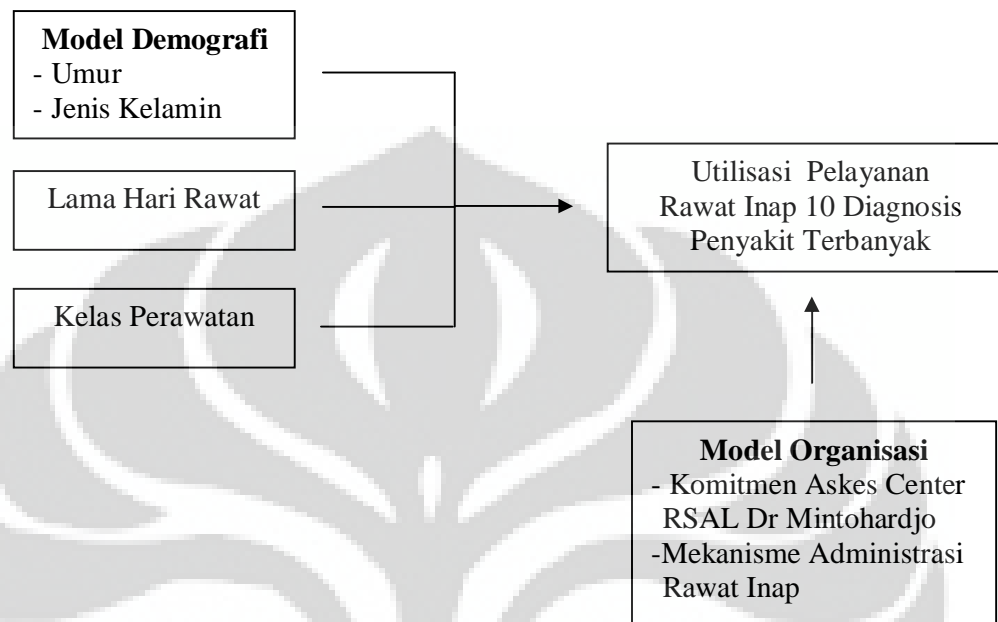 Model Demografi
- Umur
- Jenis Kelamin
Lama Hari Rawat
Kelas Perawatan
Utilisasi Pelayanan
Rawat Inap 10 Diagnosis
Penyakit Terbanyak
Model Organisasi
- Komitmen Askes Center
RSAL Dr Mintohardjo
-Mekanisme Administrasi
Rawat Inap